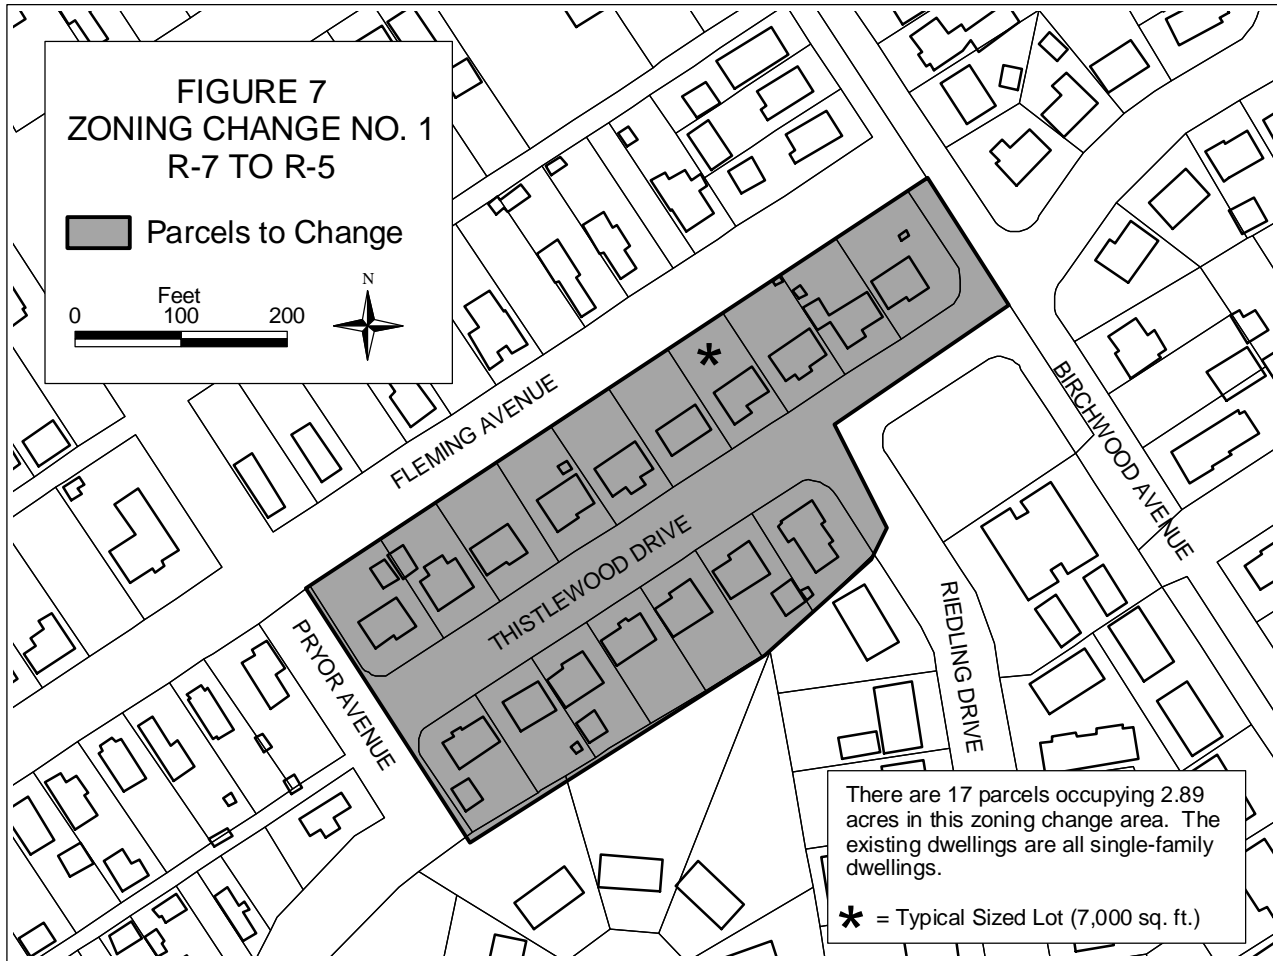 FIGURE 7
ZONING CHANGE NO. 1
R-7 TO R-5
Parcels to Change
Feet
0 100 200
N
FLEMING AVENUE
THISTLEWOOD DRIVE
PRYOR AVENUE
BIRCHWOOD AVENUE
RIEDLING DRIVE
There are 17 parcels occupying 2.89
acres in this zoning change area. The
existing dwellings are all single-family
dwellings.
* = Typical Sized Lot (7,000 sq. ft.)